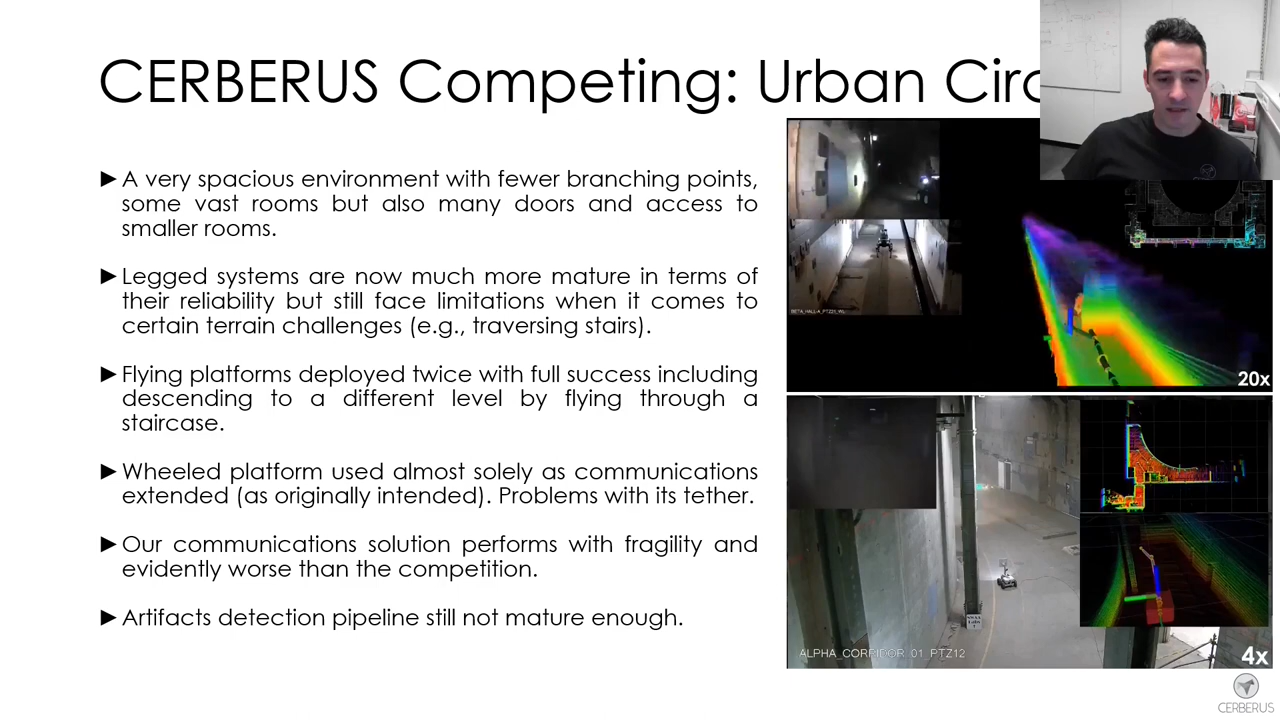 CERBERUS Competing: Urban Circ
►A very spacious environment with fewer branching points,
some vast rooms but also many doors and access to
smaller rooms.
►Legged systems are now much more mature in terms of
their reliability but still face limitations when it comes to
certain terrain challenges (e.g., traversing stairs).
►Flying platforms deployed twice with full success including
descending to a different level by flying through a
staircase.
►Wheeled platform used almost solely as communications
extended (as originally intended). Problems with its tether.
►Our communications solution performs with fragility and
evidently worse than the competition.
►Artifacts detection pipeline still not mature enough.
20x
ALPHA_CORRIDOR_01_PTZ12
4x
CERBERUS